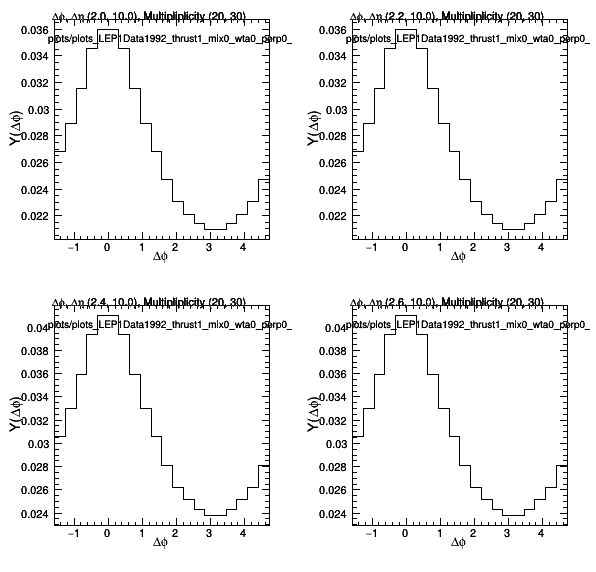 Δφ, Δη (2.0, 10.0), Multipliplicity (20, 30)
plots/plots_LEP1Data1992_thrust1_mix0_wta0_perp0_
0.036
0.034
0.032
0.03
0.028
0.026
0.024
0.022
Y(Δφ)
−1 0 1 2 3 4
Δφ
Δφ, Δη (2.2, 10.0), Multipliplicity (20, 30)
plots/plots_LEP1Data1992_thrust1_mix0_wta0_perp0_
0.036
0.034
0.032
0.03
0.028
0.026
0.024
0.022
Y(Δφ)
−1 0 1 2 3 4
Δφ
Δφ, Δη (2.4, 10.0), Multipliplicity (20, 30)
plots/plots_LEP1Data1992_thrust1_mix0_wta0_perp0_
0.04
0.038
0.036
0.034
0.032
0.03
0.028
0.026
0.024
Y(Δφ)
−1 0 1 2 3 4
Δφ
Δφ, Δη (2.6, 10.0), Multipliplicity (20, 30)
plots/plots_LEP1Data1992_thrust1_mix0_wta0_perp0_
0.04
0.038
0.036
0.034
0.032
0.03
0.028
0.026
0.024
Y(Δφ)
−1 0 1 2 3 4
Δφ